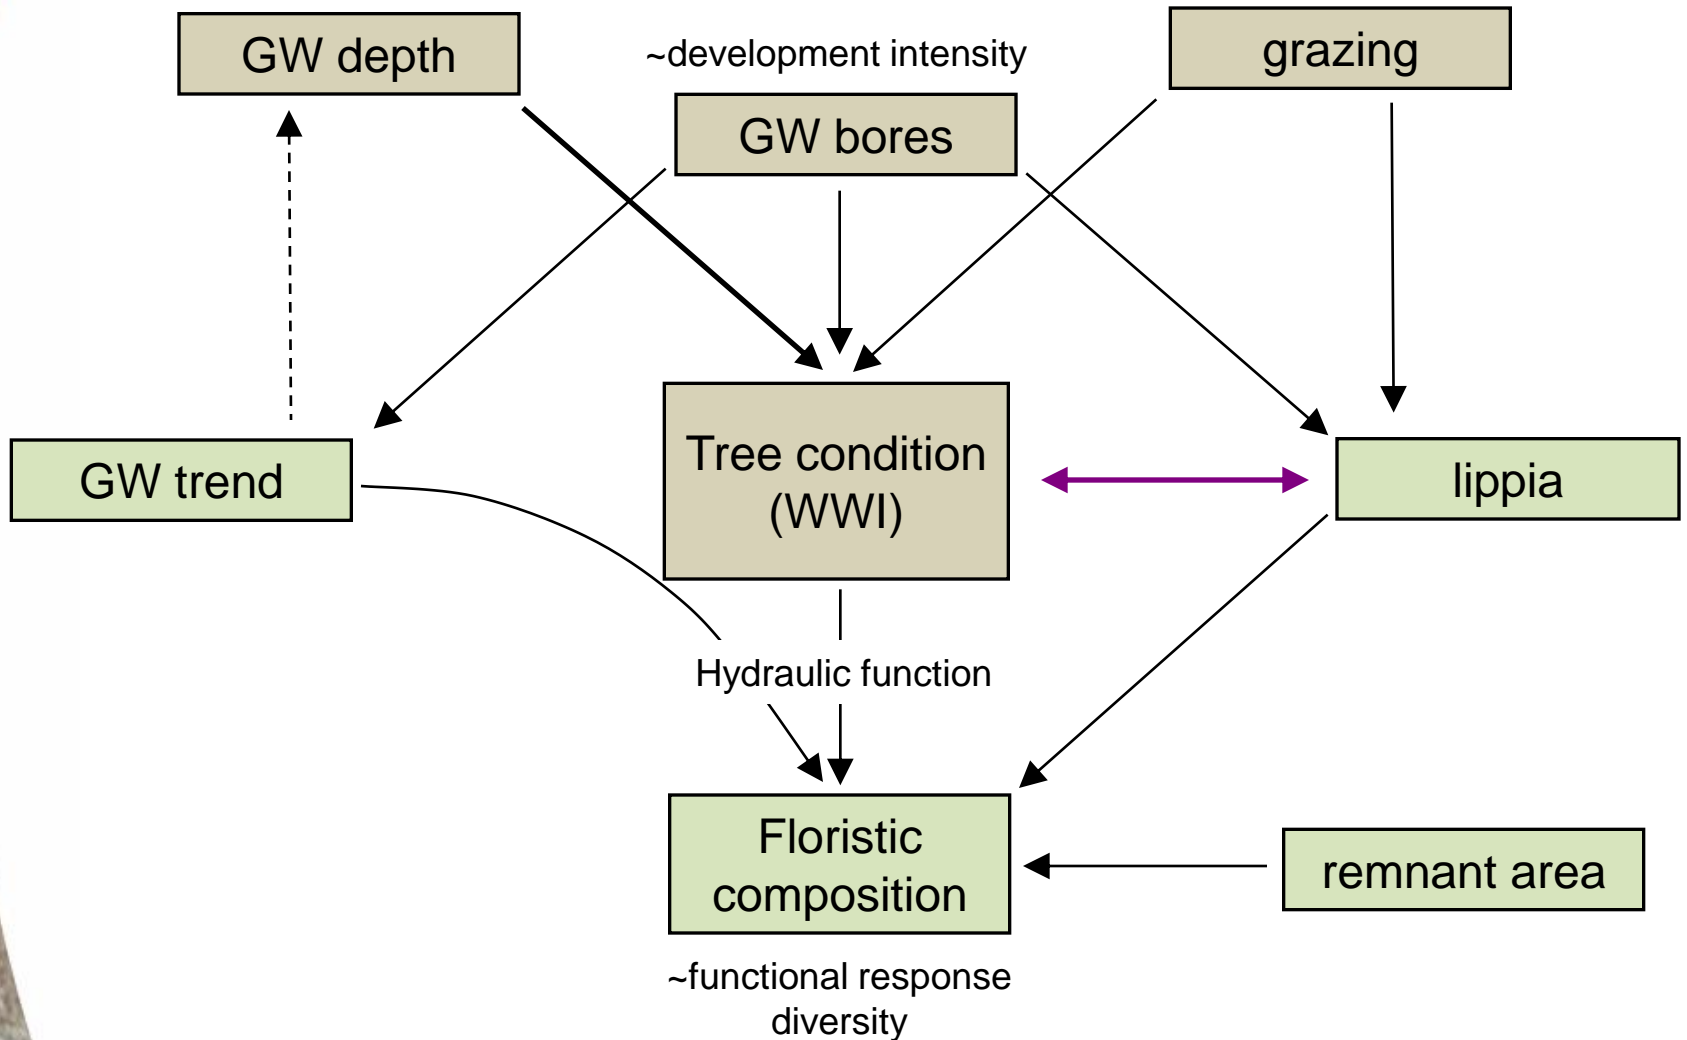 GW depth
~development intensity
grazing
GW bores
GW trend
Tree condition
(WWI)
lippia
Hydraulic function
Floristic
composition
remnant area
~functional response
diversity